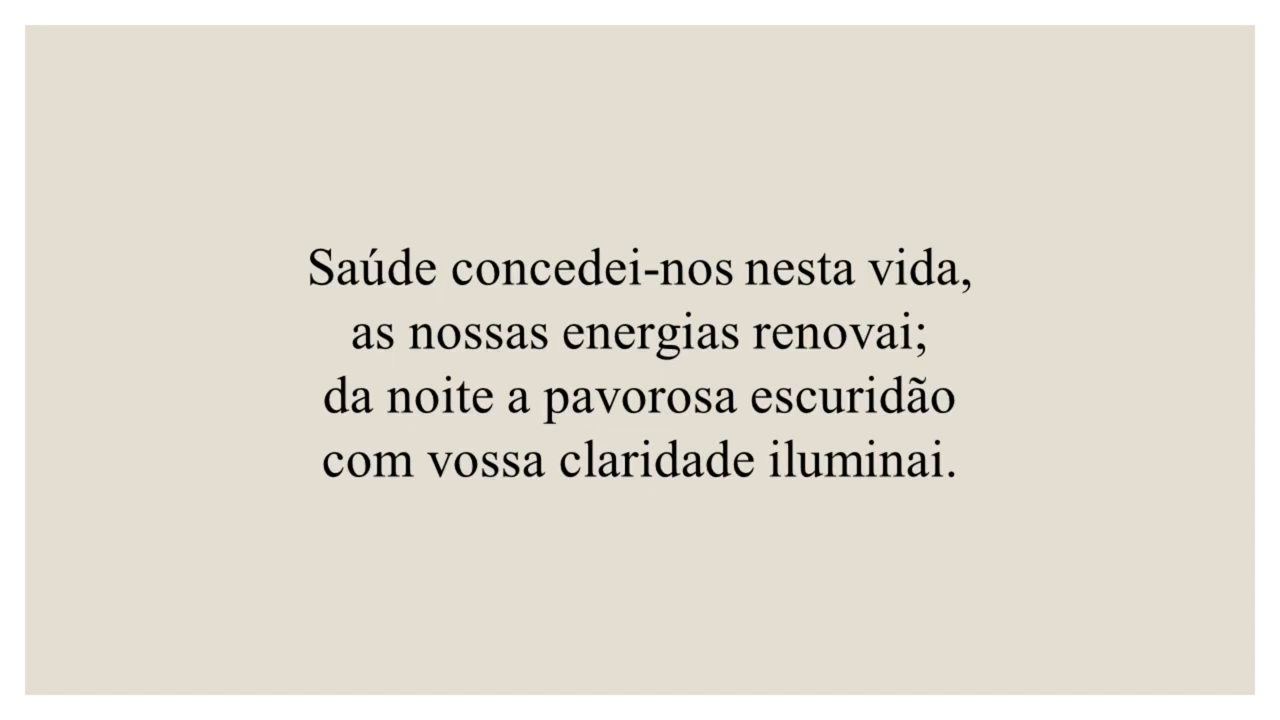 Saúde concedei-nos nesta vida,
as nossas energias renovai;
da noite a pavorosa escuridão
com vossa claridade iluminai.